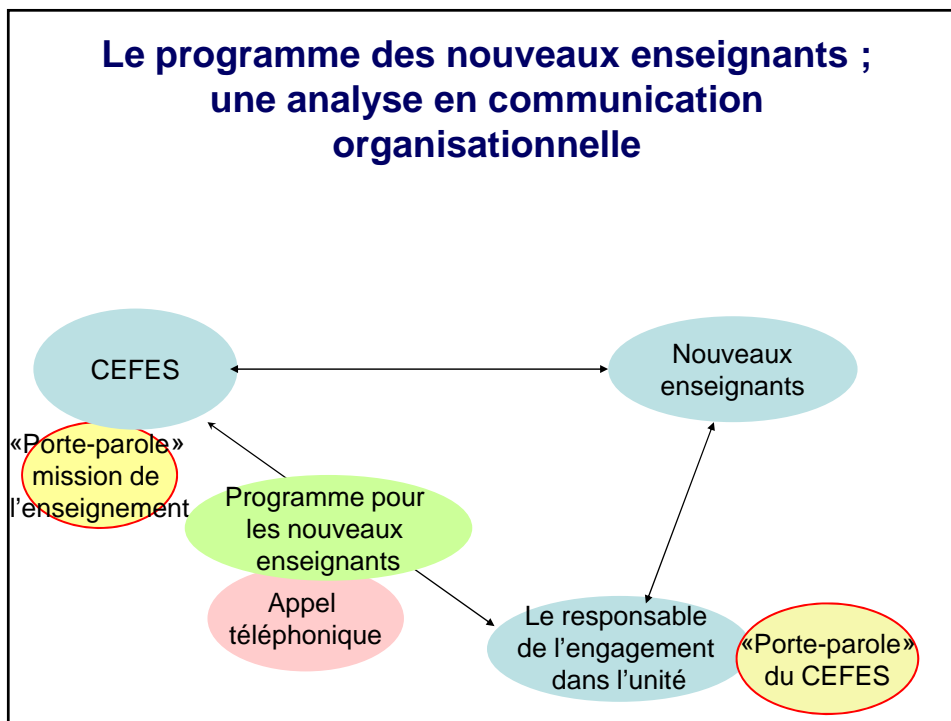 Le programme des nouveaux enseignants ;
une analyse en communication
organisationnelle
CEFES
Nouveaux
enseignants
«Porte-parole»
mission de
l’enseignement
Programme pour
les nouveaux
enseignants
Appel
téléphonique
Le responsable
de l’engagement
dans l’unité
«Porte-parole»
du CEFES